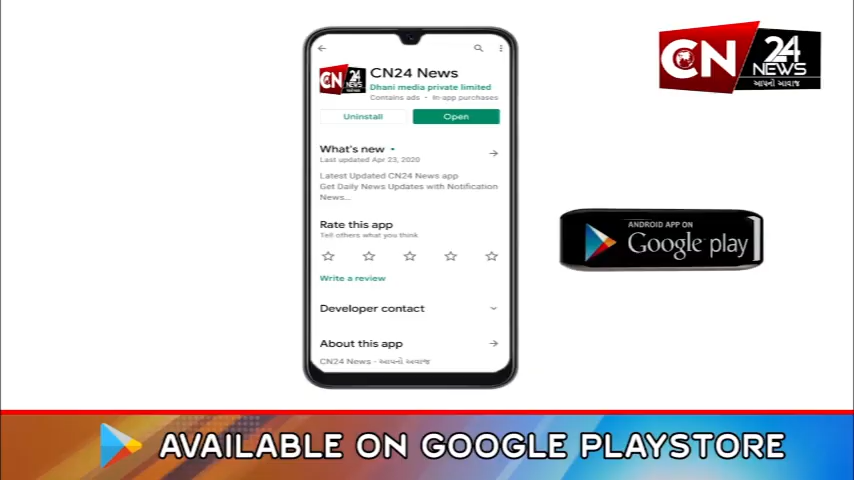 CN24 News
Dhani media private limited
Contains ads • In-app purchases
Uninstall
Open
What's new •
Last updated Apr 23, 2020
Latest Updated CN24 News app
Get Daily News Updates with Notification
News...
Rate this app
Tell others what you think
Write a review
Developer contact
About this app
CN24 News - આપનો અવાજ
CN 24
NEWS
આપનો અવાજ
ANDROID APP ON
Google play
AVAILABLE ON GOOGLE PLAYSTORE